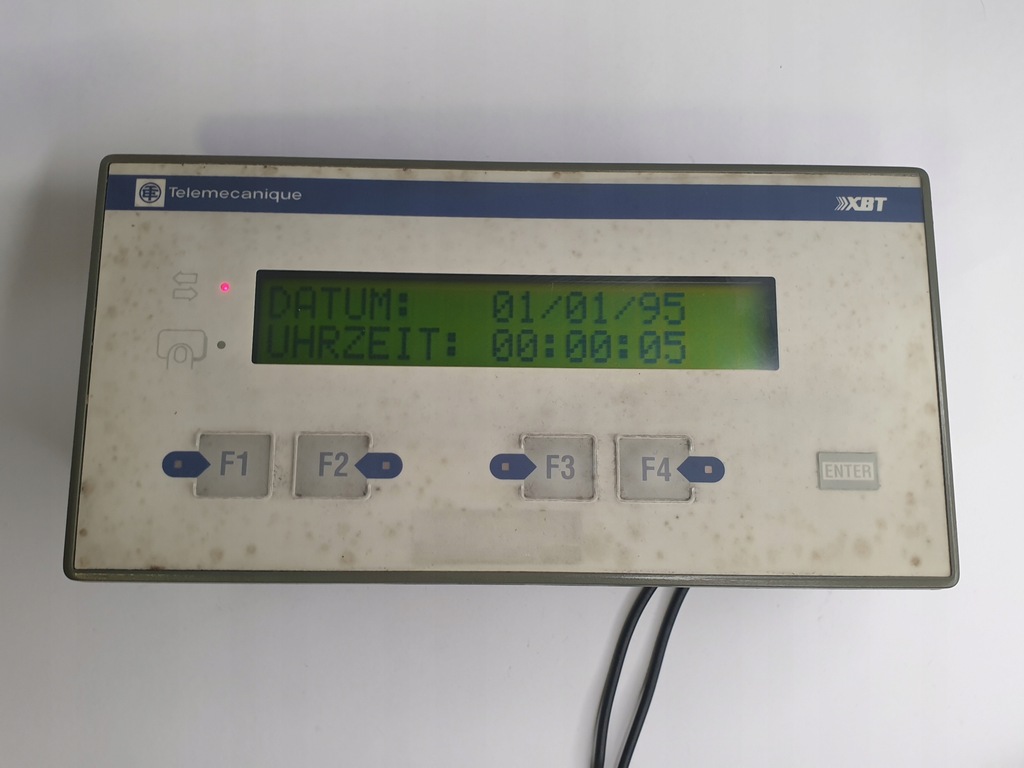 Telemecanique
XBT
DATUM: 01/01/95
UHRZEIT: 00:00:05
F1 F2 F3 F4 ENTER